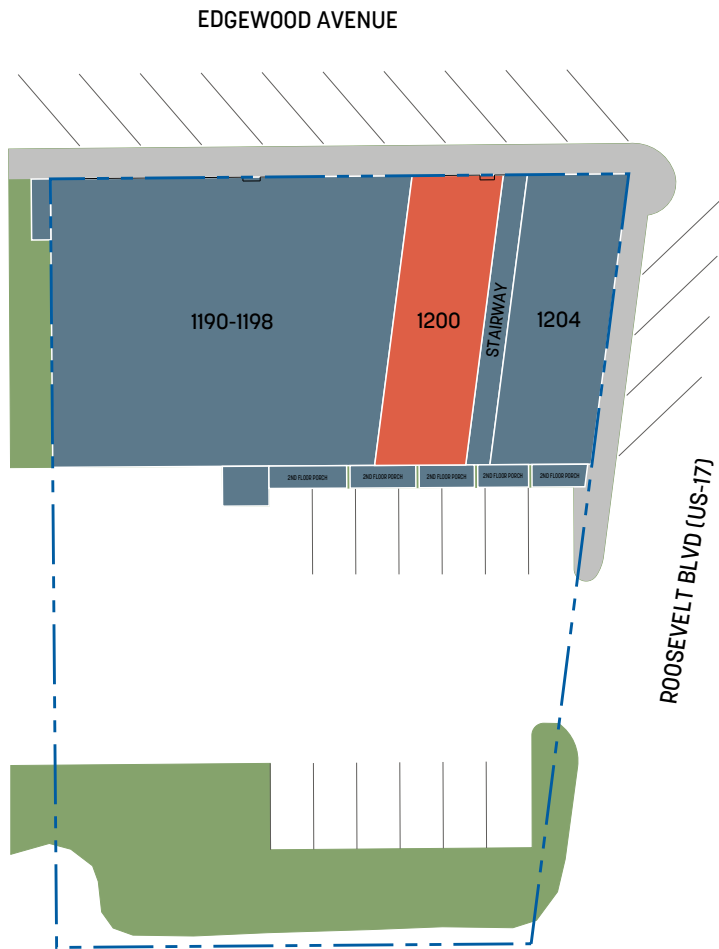 EDGEWOOD AVENUE
1190-1198
1200
STAIRWAY
1204
2ND FLOOR PORCH
2ND FLOOR PORCH
2ND FLOOR PORCH
2ND FLOOR PORCH
2ND FLOOR PORCH
ROOSEVELT BLVD (US-17)